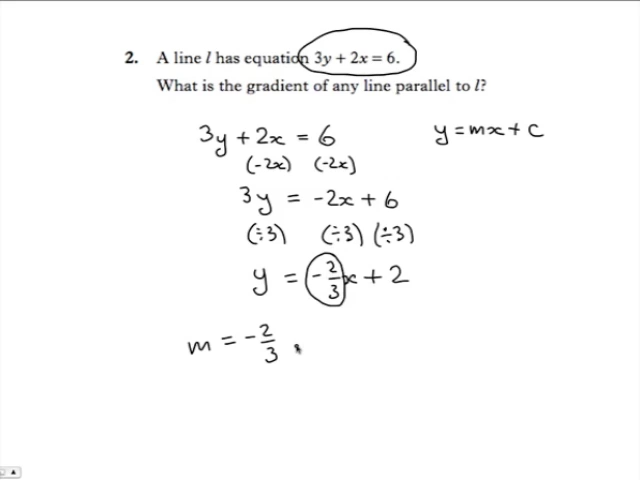 2. A line l has equation 3y + 2x = 6.
What is the gradient of any line parallel to l?
3y + 2x = 6
y = mx + c
(-2x) (-2x)
3y = -2x + 6
(÷3) (÷3) (÷3)
y = -2/3 x + 2
m = -2/3